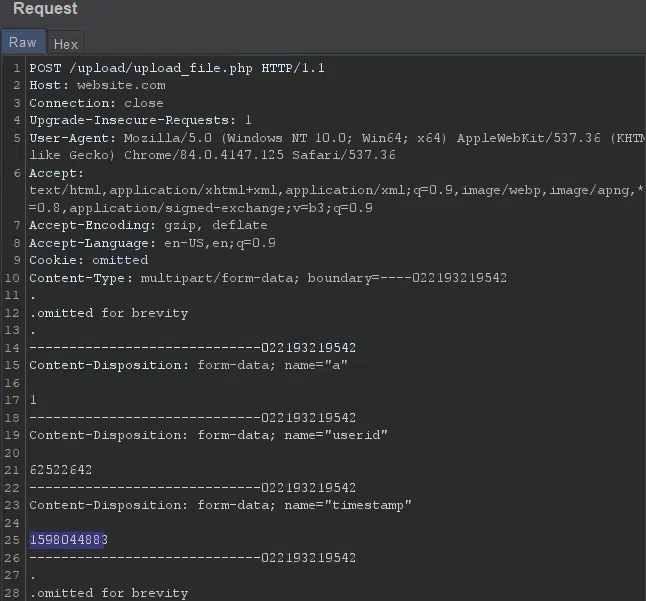 Request
Raw Hex
1 POST /upload/upload_file.php HTTP/1.1
2 Host: website.com
3 Connection: close
4 Upgrade-Insecure-Requests: 1
5 User-Agent: Mozilla/5.0 (Windows NT 10.0; Win64; x64) AppleWebKit/537.36 (KHTM
like Gecko) Chrome/84.0.4147.125 Safari/537.36
6 Accept:
text/html,application/xhtml+xml,application/xml;q=0.9,image/webp,image/apng,*
=0.8,application/signed-exchange;v=b3;q=0.9
7 Accept-Encoding: gzip, deflate
8 Accept-Language: en-US,en;q=0.9
9 Cookie: omitted
10 Content-Type: multipart/form-data; boundary=----022193219542
11 .
12 .omitted for brevity
13 .
14 -----------------------------022193219542
15 Content-Disposition: form-data; name="a"
16
17 1
18 -----------------------------022193219542
19 Content-Disposition: form-data; name="userid"
20
21 62522642
22 -----------------------------022193219542
23 Content-Disposition: form-data; name="timestamp"
24
25 1598044883
26 -----------------------------022193219542
27 .
28 .omitted for brevity